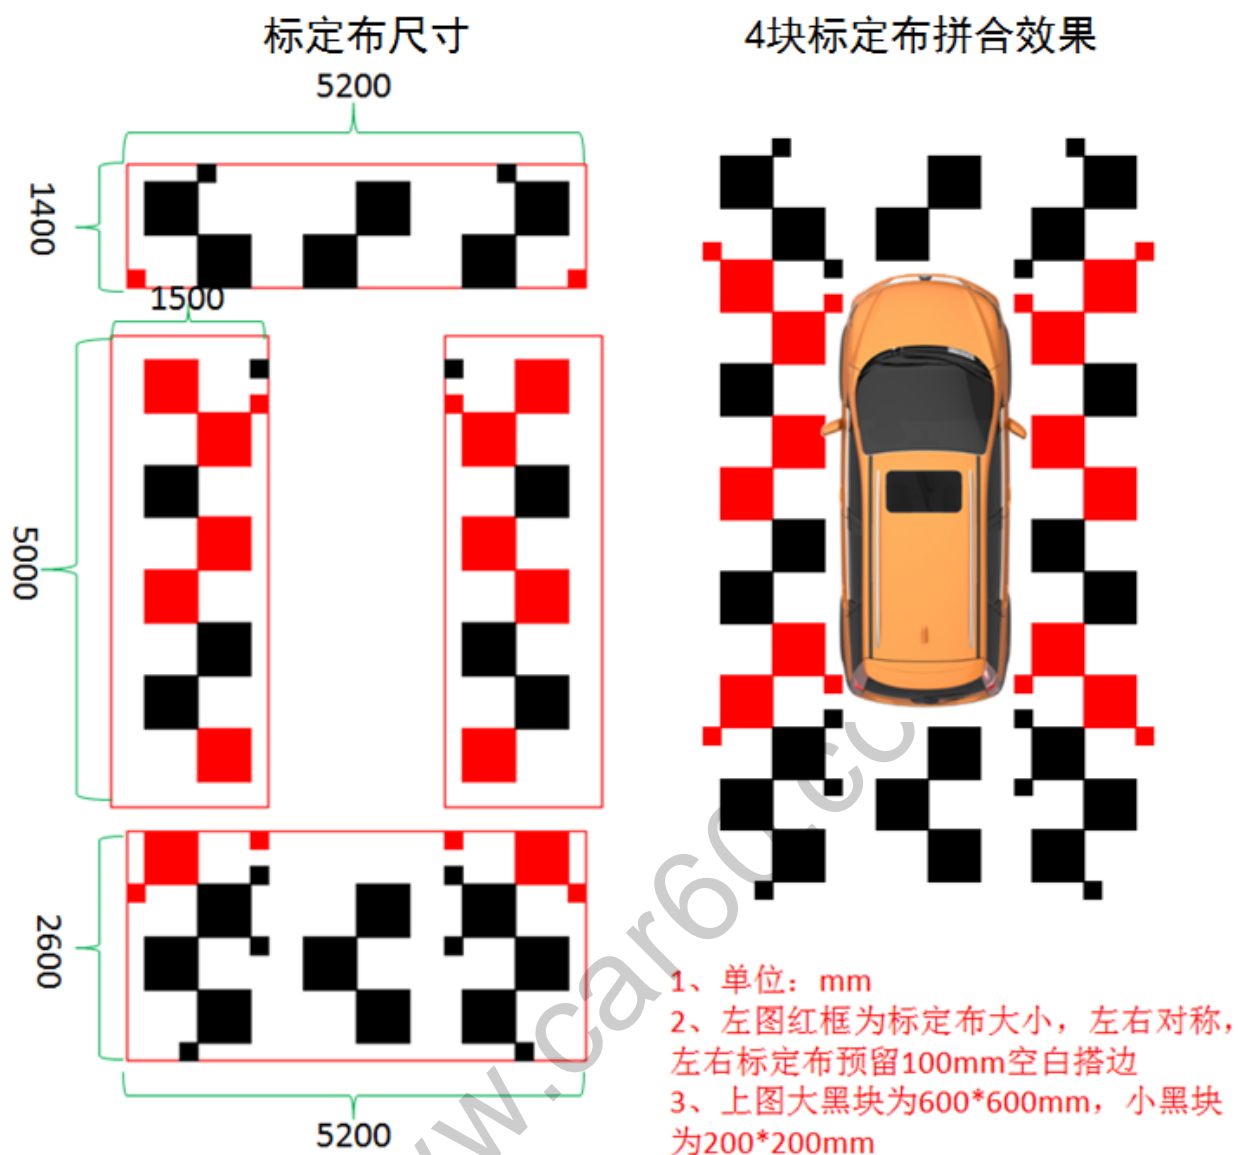 标定布尺寸
4块标定布拼合效果
5200
1400
1500
5000
2600
5200
1、单位：mm
2、左图红框为标定布大小，左右对称，
左右标定布预留100mm空白搭边
3、上图大黑块为600*600mm，小黑块
为200*200mm
w.car60.cc